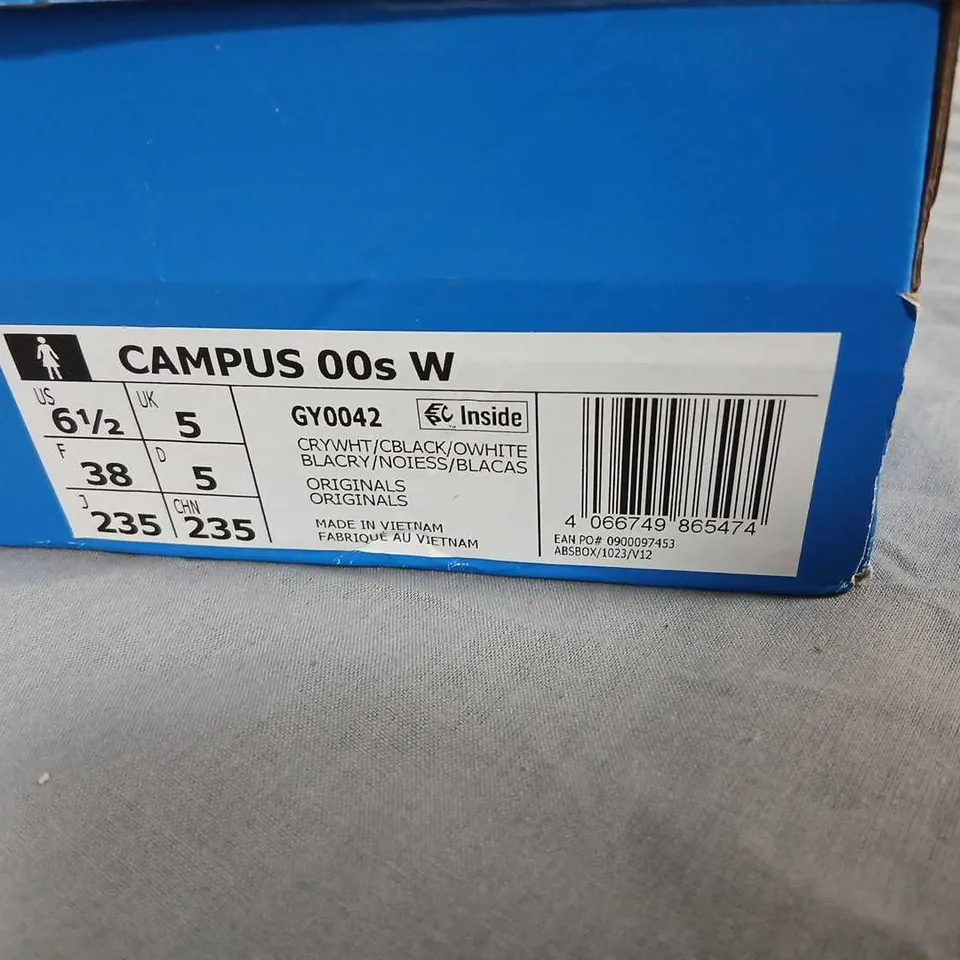 CAMPUS 00s W
US 6½ UK 5
F 38 D 5
J 235 CHN 235
GY0042 Inside
CRYWHT/CBLACK/OWHITE
BLACRY/NOIESS/BLACAS
ORIGINALS
ORIGINALS
MADE IN VIETNAM
FABRIQUÉ AU VIETNAM
4 066749 865474
EAN PO# 0900097453
ABSBOX/1023/V12